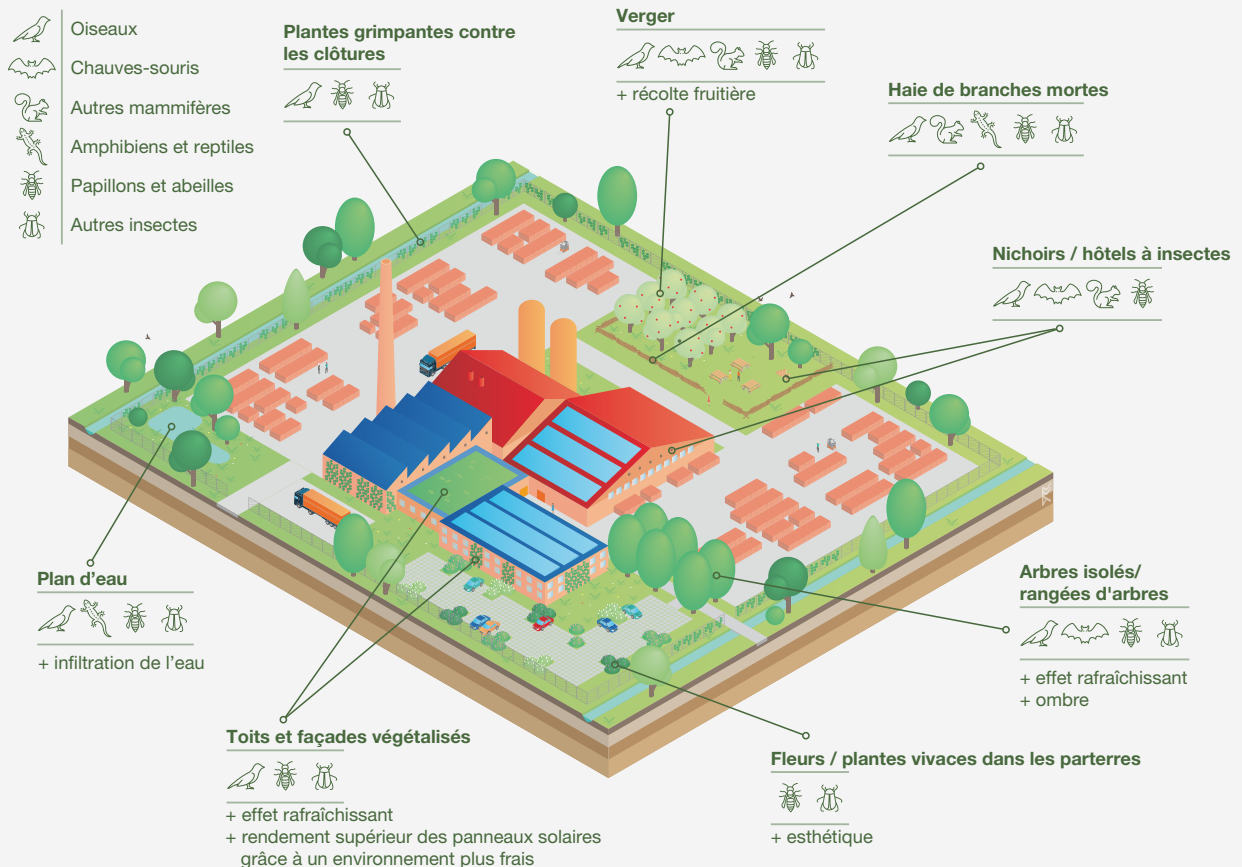 Oiseaux
Chauves-souris
Autres mammifères
Amphibiens et reptiles
Papillons et abeilles
Autres insectes
Plantes grimpantes contre
les clôtures
Verger
+ récolte fruitière
Haie de branches mortes
Nichoirs / hôtels à insectes
Plan d'eau
+ infiltration de l'eau
Arbres isolés/
rangées d'arbres
+ effet rafraîchissant
+ ombre
Toits et façades végétalisés
+ effet rafraîchissant
+ rendement supérieur des panneaux solaires
grâce à un environnement plus frais
Fleurs / plantes vivaces dans les parterres
+ esthétique